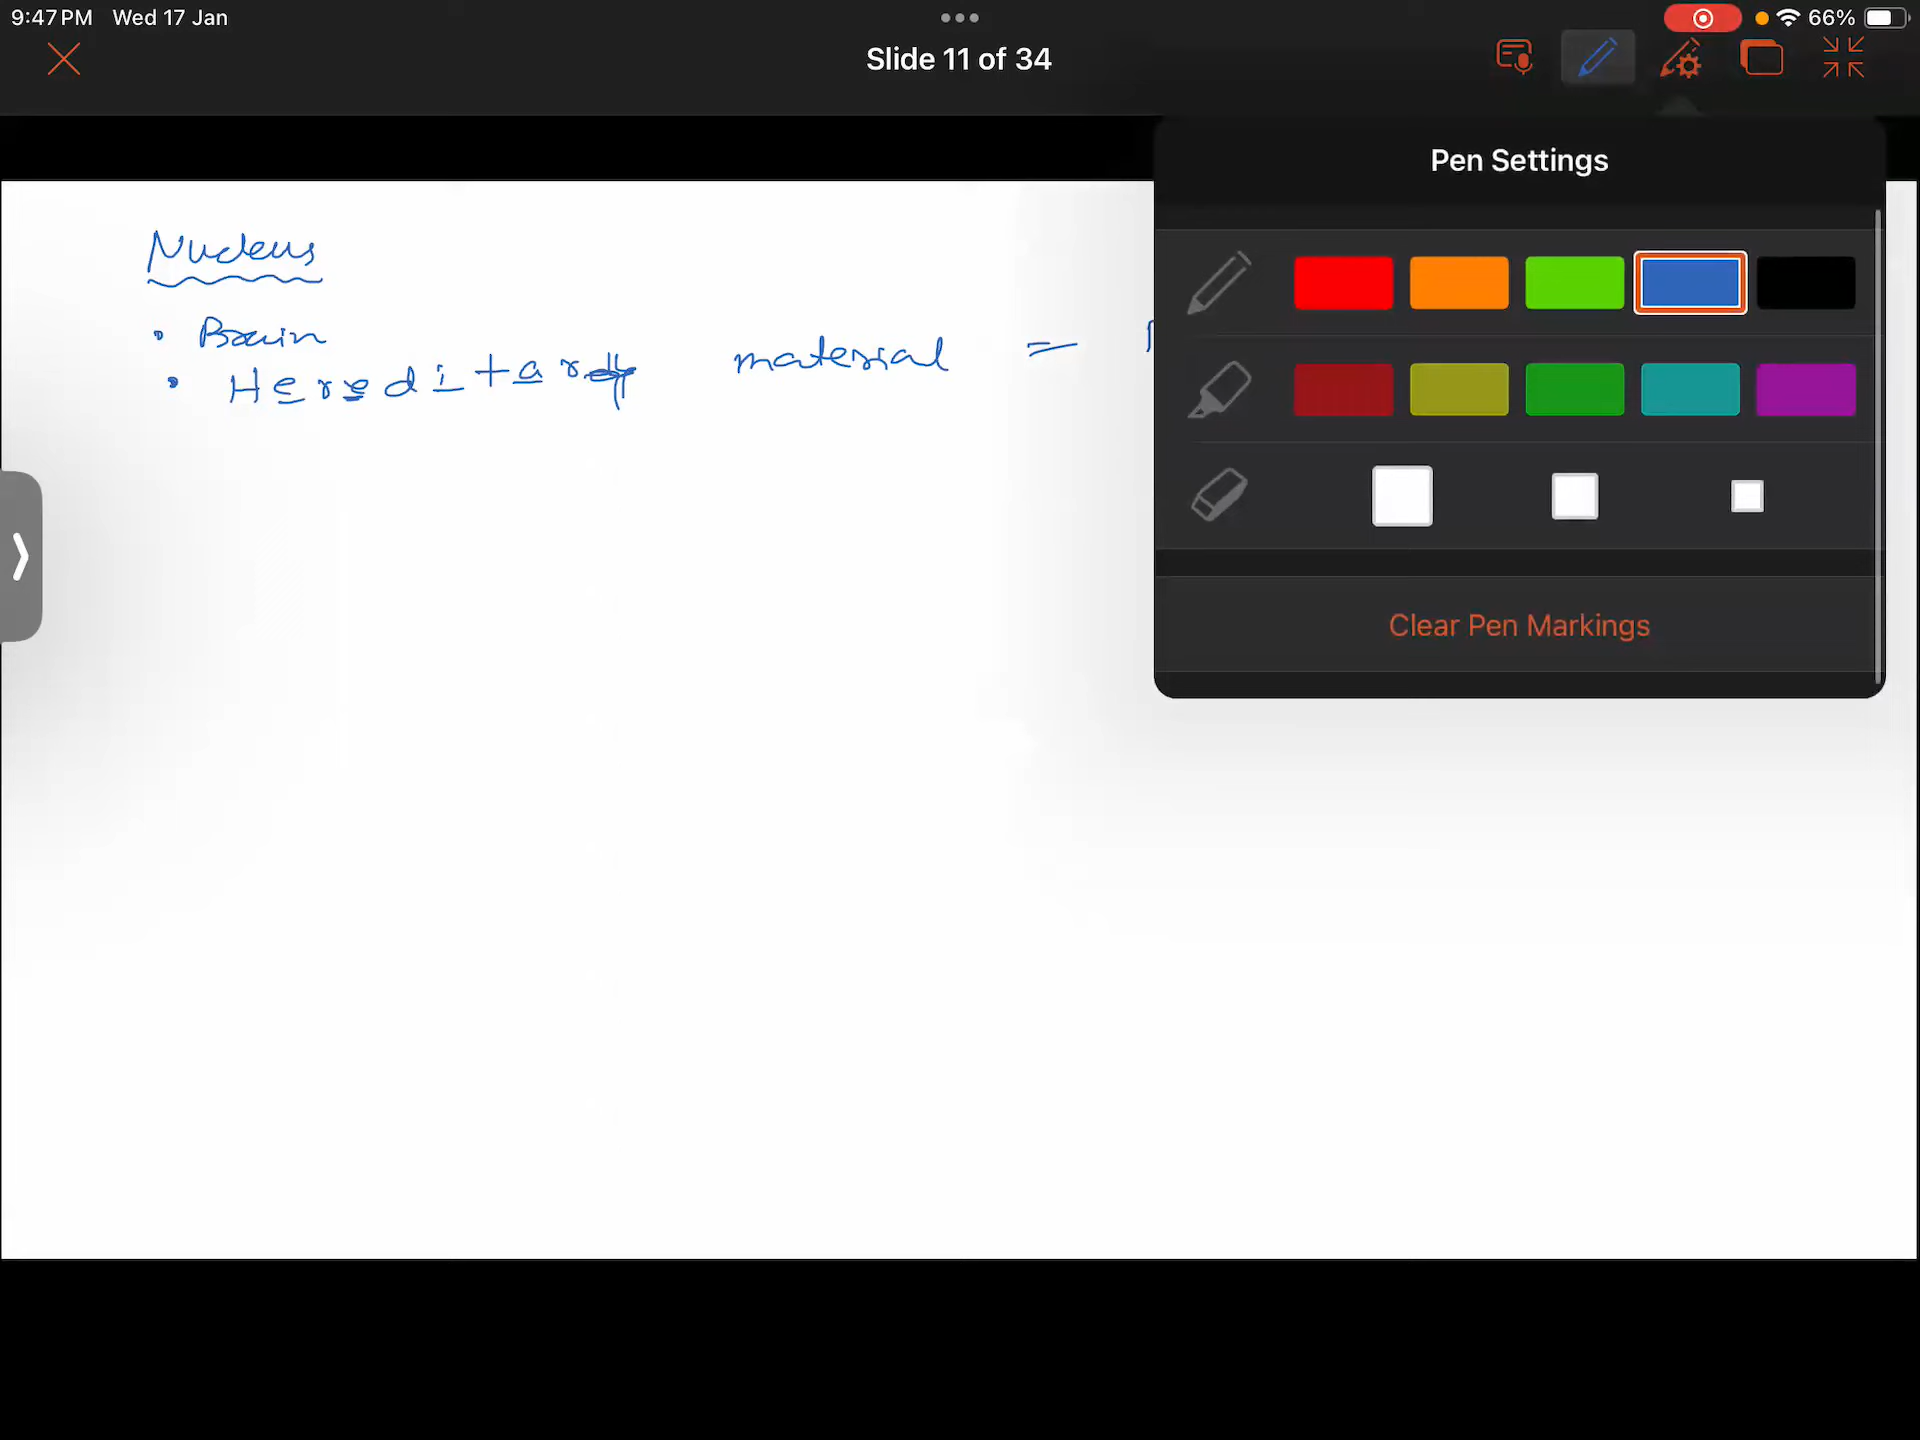 9:47 PM Wed 17 Jan
66%
Slide 11 of 34
Pen Settings
Nucleus
• Brain
• Hereditary material =
Clear Pen Markings